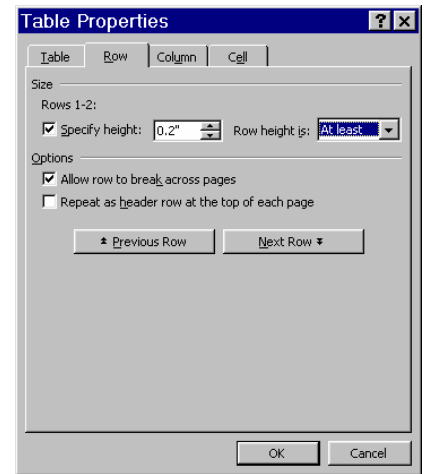 Table Properties ? ×
Table Row Column Cell
Size
Rows 1-2:
Specify height: 0.2" Row height is: At least
Options
Allow row to break across pages
Repeat as header row at the top of each page
Previous Row Next Row
OK Cancel